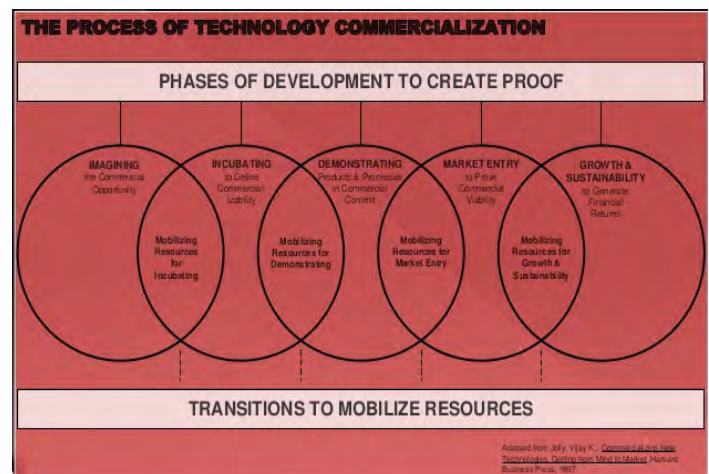 THE PROCESS OF TECHNOLOGY COMMERCIALIZATION
PHASES OF DEVELOPMENT TO CREATE PROOF
IMAGINING
the Commercial
Opportunity
INCUBATING
to Define
Commercial
izability
DEMONSTRATING
Products & Processes
in Commercial
Context
MARKET ENTRY
to Prove
Commercial
Viability
GROWTH &
SUSTAINABILITY
to Generate
Financial
Returns
Mobilizing
Resources
for
Incubating
Mobilizing
Resources for
Demonstrating
Mobilizing
Resources for
Market Entry
Mobilizing
Resources for
Growth &
Sustainability
TRANSITIONS TO MOBILIZE RESOURCES
Adapted from Jolly, Vijay K., Commercializing New
Technologies, Getting from Mind to Market, Harvard
Business Press, 1997